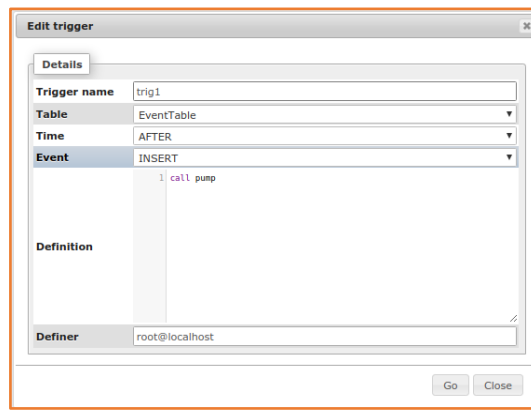 Edit trigger
Details
Trigger name trig1
Table EventTable
Time AFTER
Event INSERT
1 call pump
Definition
Definer root@localhost
Go Close